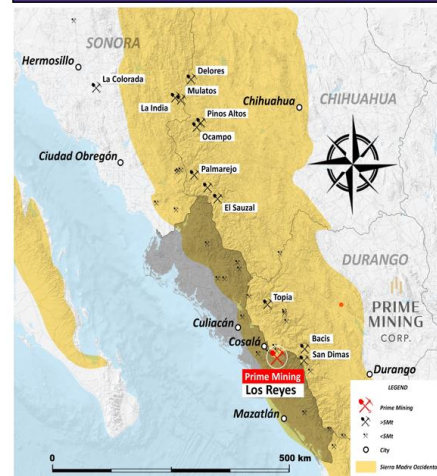 SONORA
Hermosillo
La Colorada
Delores
Mulatos
La India
Chihuahua
CHIHUAHUA
Pinos Altos
Ocampo
Ciudad Obregón
Palmarejo
El Sauzal
DURANGO
PRIME
MINING
CORP.
Topia
Culiacán
Cosalá
Bacis
San Dimas
Prime Mining
Los Reyes
Durango
Mazatlán
LEGEND
Prime Mining
>5Mt
<5Mt
City
Sierra Madre Occidental
0
500 km